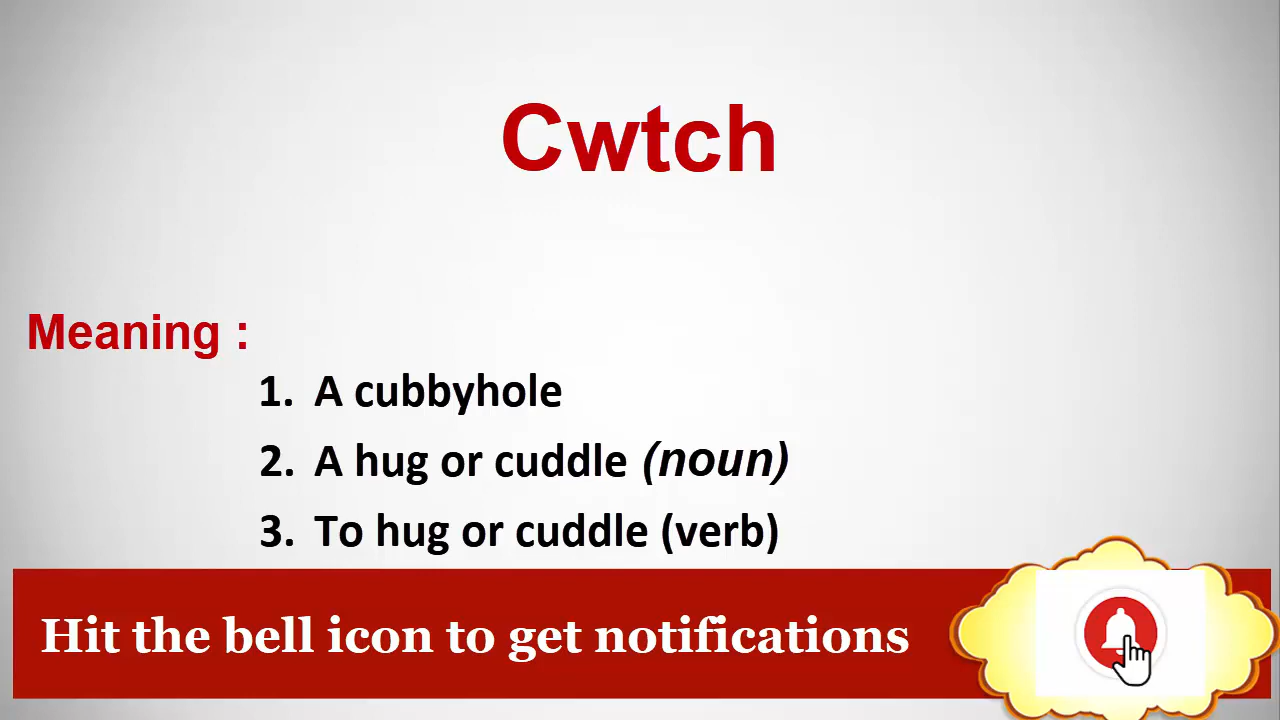 Cwtch
Meaning :
1. A cubbyhole
2. A hug or cuddle (noun)
3. To hug or cuddle (verb)
Hit the bell icon to get notifications